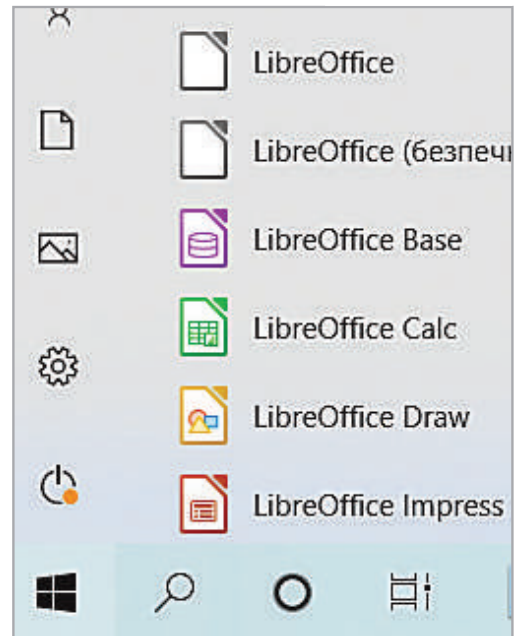 LibreOffice
LibreOffice (безпечн
LibreOffice Base
LibreOffice Calc
LibreOffice Draw
LibreOffice Impress